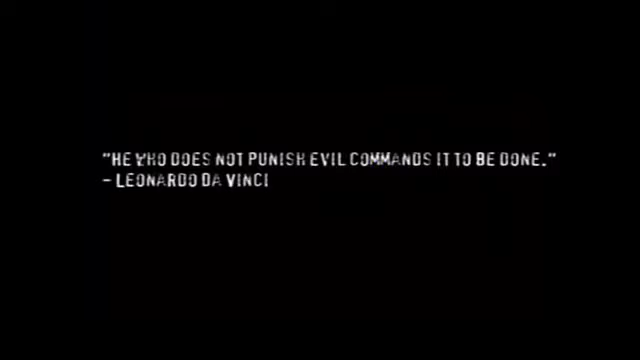 "HE WHO DOES NOT PUNISH EVIL COMMANDS IT TO BE DONE."
- LEONARDO DA VINCI